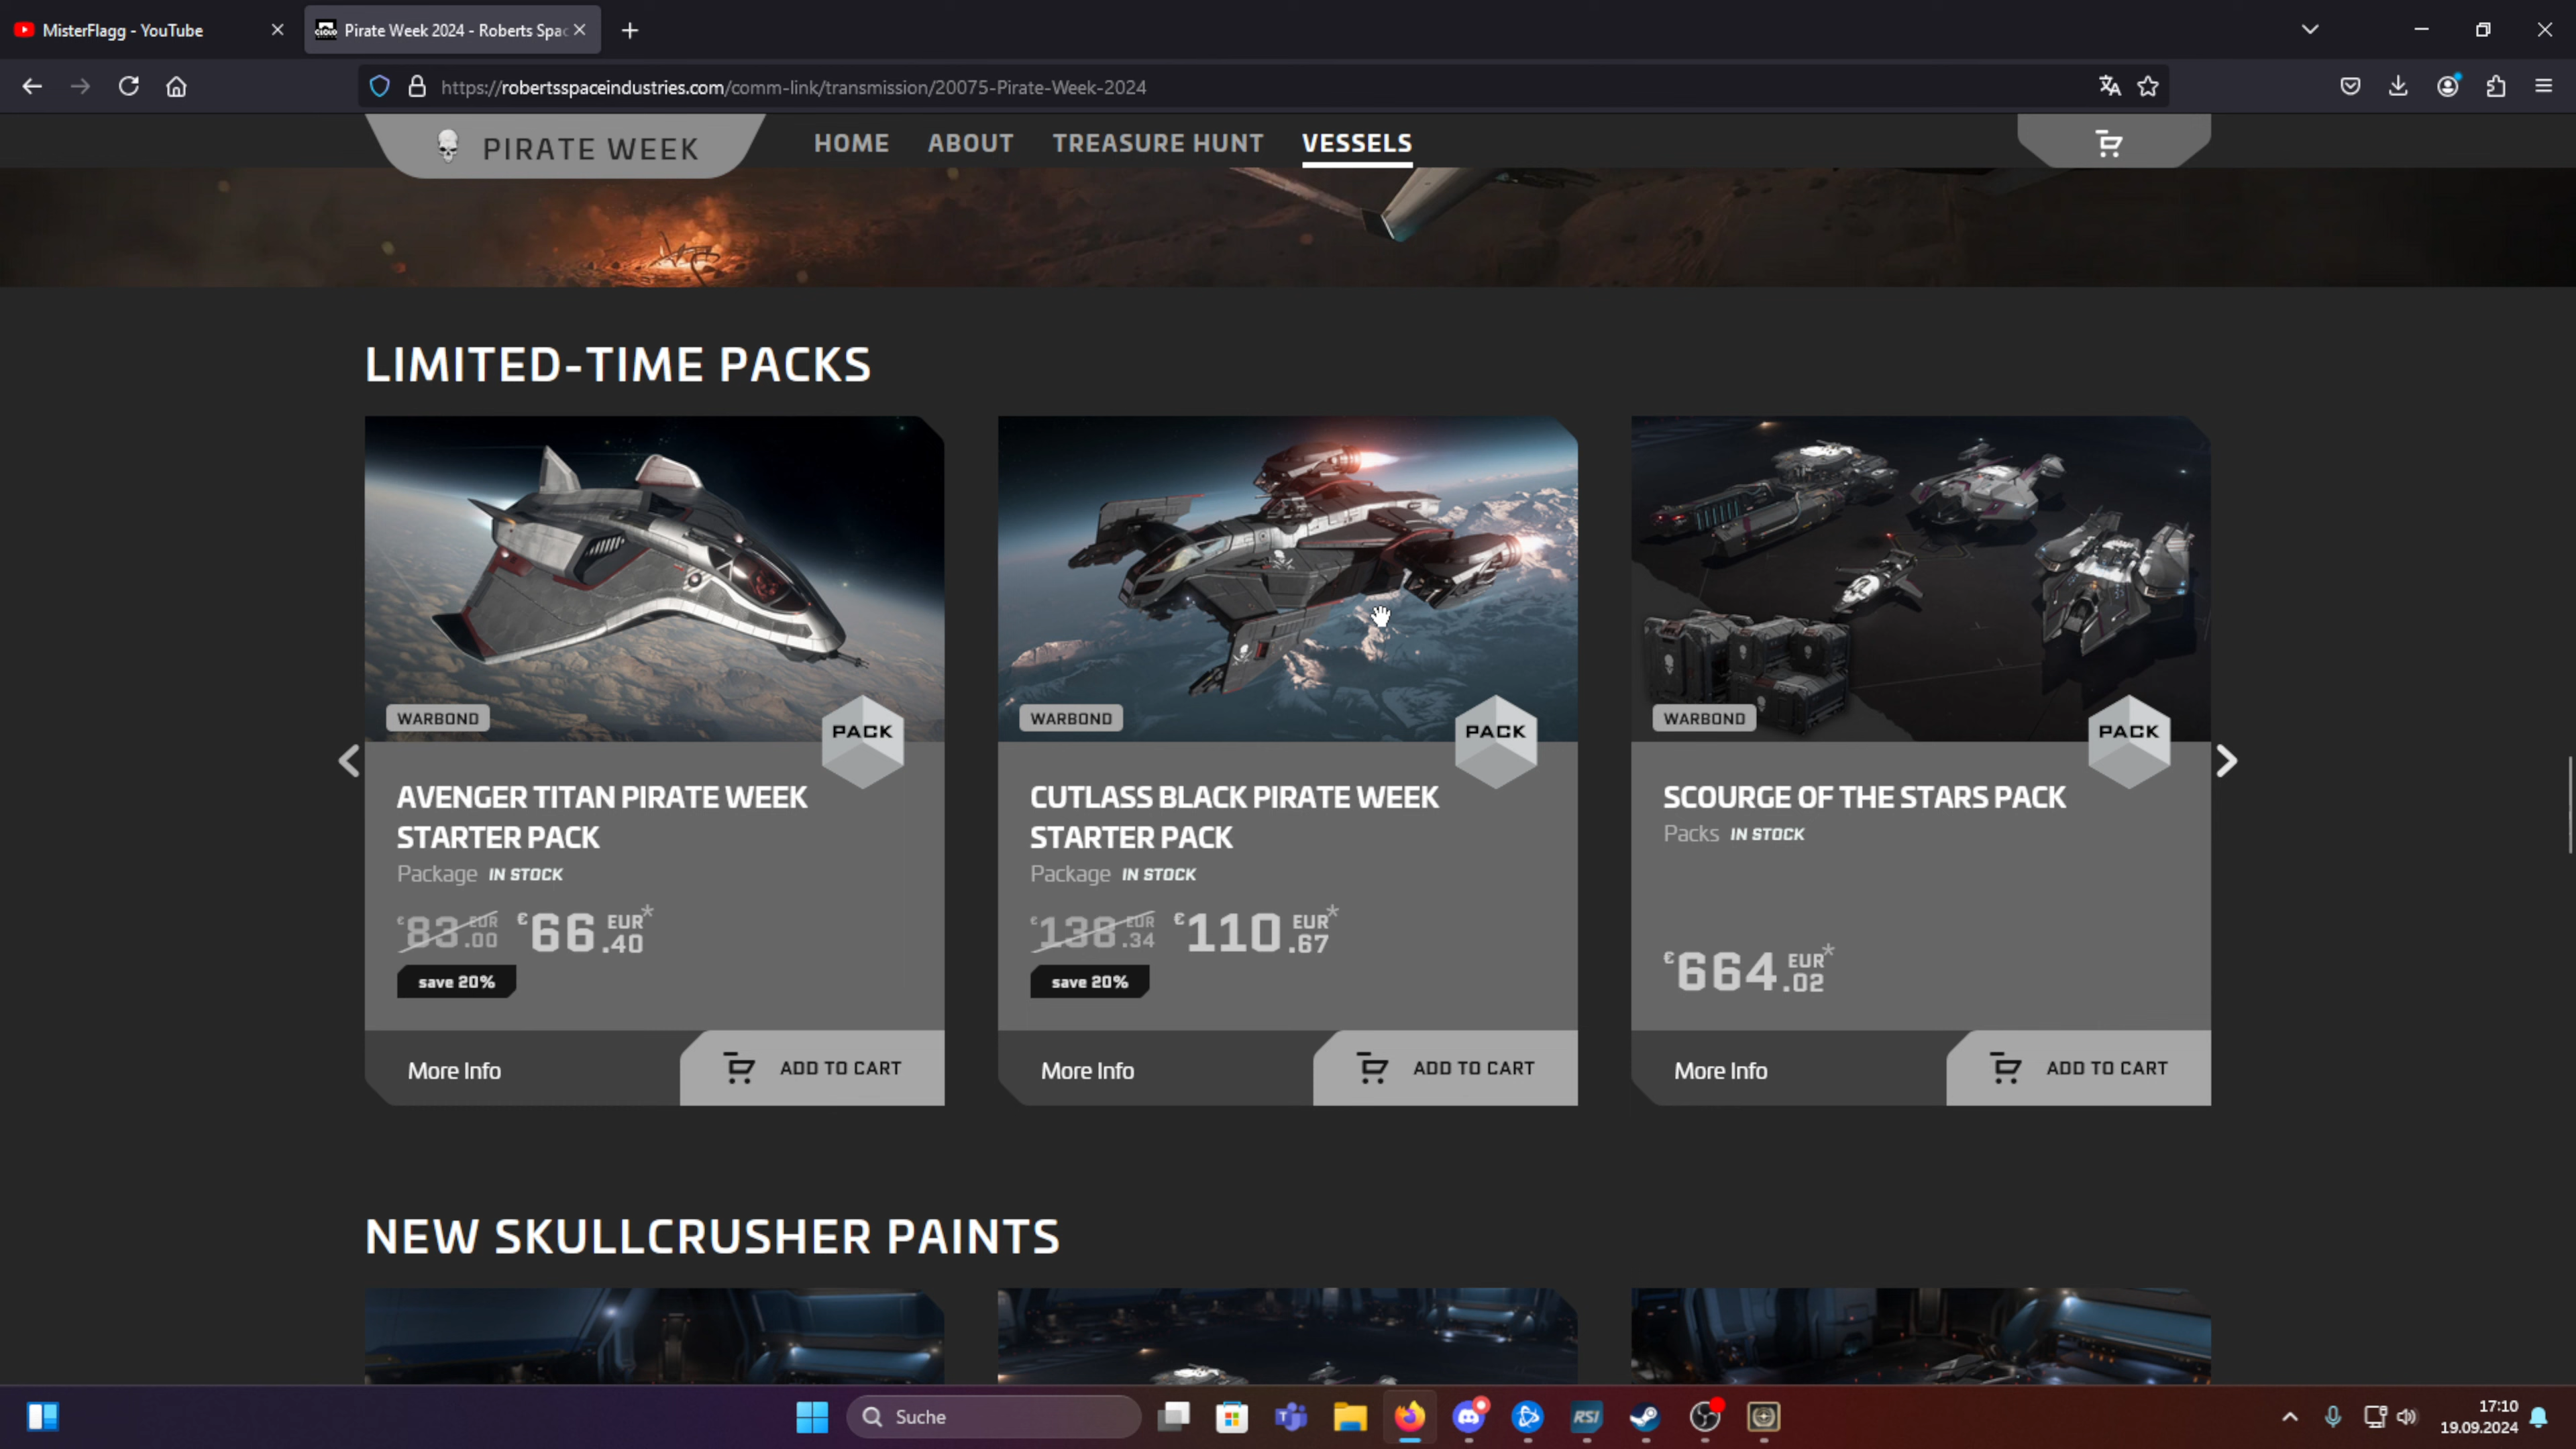 MisterFlagg - YouTube
Pirate Week 2024 - Roberts Spac
https://robertsspaceindustries.com/comm-link/transmission/20075-Pirate-Week-2024
PIRATE WEEK
HOME
ABOUT
TREASURE HUNT
VESSELS
LIMITED-TIME PACKS
WARBOND
PACK
AVENGER TITAN PIRATE WEEK
STARTER PACK
Package IN STOCK
€83.00 EUR €66.40 EUR*
save 20%
More Info
ADD TO CART
WARBOND
PACK
CUTLASS BLACK PIRATE WEEK
STARTER PACK
Package IN STOCK
€138.34 EUR €110.67 EUR*
save 20%
More Info
ADD TO CART
WARBOND
PACK
SCOURGE OF THE STARS PACK
Packs IN STOCK
€664.02 EUR*
More Info
ADD TO CART
NEW SKULLCRUSHER PAINTS
Suche
RSI
17:10
19.09.2024